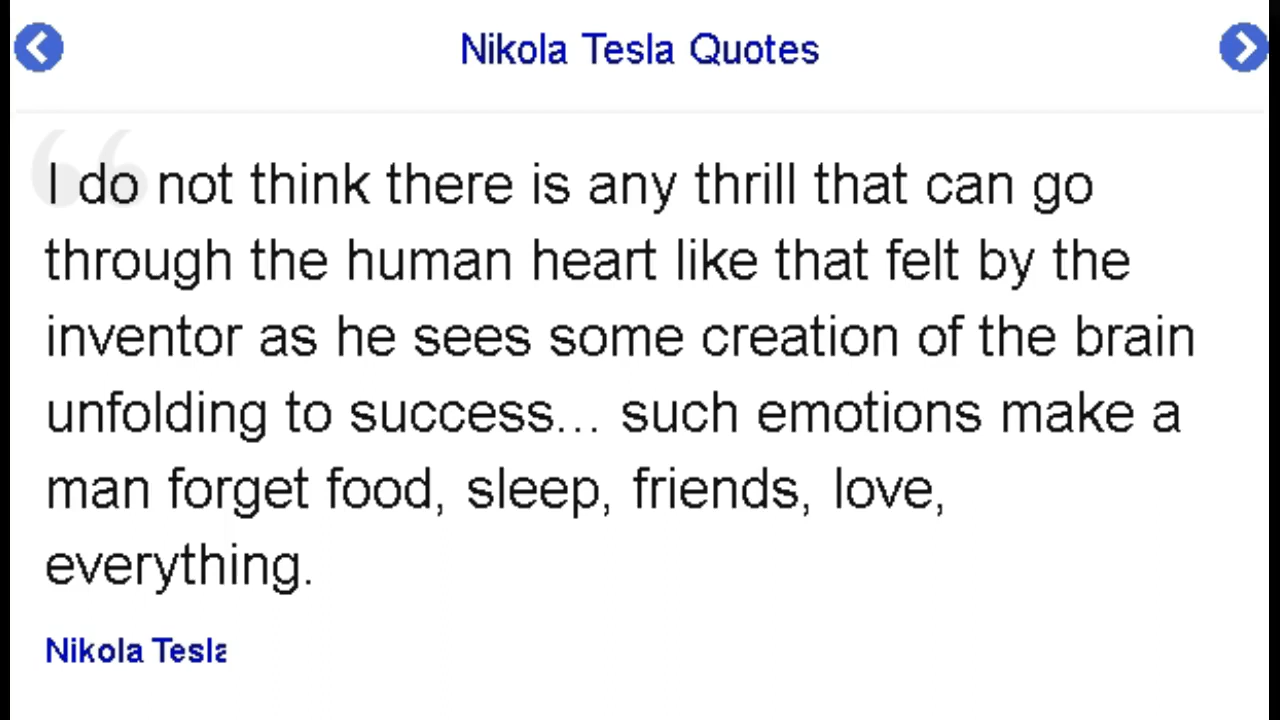 Nikola Tesla Quotes
I do not think there is any thrill that can go
through the human heart like that felt by the
inventor as he sees some creation of the brain
unfolding to success... such emotions make a
man forget food, sleep, friends, love,
everything.
Nikola Tesla